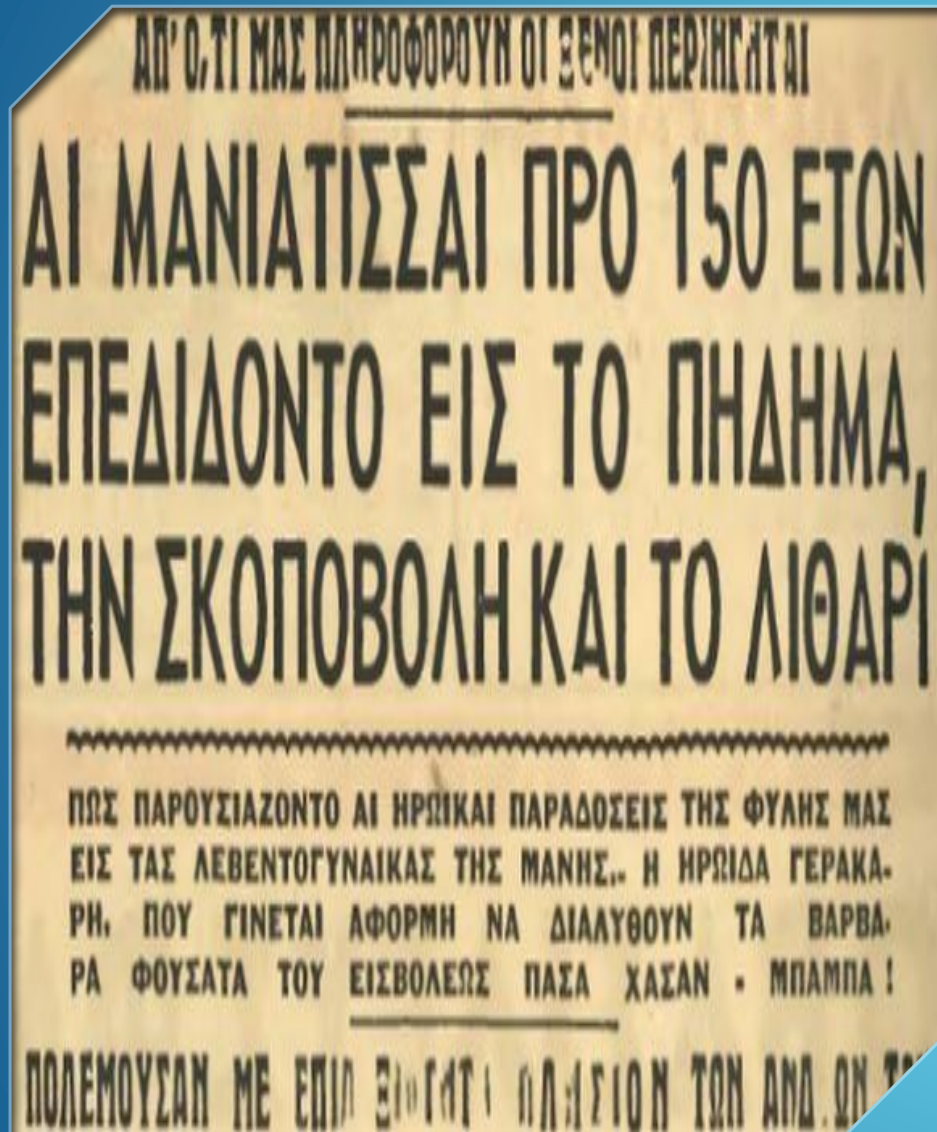 ΑΠ' Ο,ΤΙ ΜΑΣ ΠΛΗΡΟΦΟΡΟΥΝ ΟΙ ΞΕΝΟΙ ΠΕΡΙΗΓΗΤΑΙ
ΑΙ ΜΑΝΙΑΤΙΣΣΑΙ ΠΡΟ 150 ΕΤΩΝ
ΕΠΕΔΙΔΟΝΤΟ ΕΙΣ ΤΟ ΠΗΔΗΜΑ,
ΤΗΝ ΣΚΟΠΟΒΟΛΗ ΚΑΙ ΤΟ ΛΙΘΑΡΙ
ΠΩΣ ΠΑΡΟΥΣΙΑΖΟΝΤΟ ΑΙ ΗΡΩΙΚΑΙ ΠΑΡΑΔΟΣΕΙΣ ΤΗΣ ΦΥΛΗΣ ΜΑΣ
ΕΙΣ ΤΑΣ ΛΕΒΕΝΤΟΓΥΝΑΙΚΑΣ ΤΗΣ ΜΑΝΗΣ.. Η ΗΡΩΙΔΑ ΓΕΡΑΚΑ-
ΡΗ. ΠΟΥ ΓΙΝΕΤΑΙ ΑΦΟΡΜΗ ΝΑ ΔΙΑΛΥΘΟΥΝ ΤΑ ΒΑΡΒΑ-
ΡΑ ΦΟΥΣΑΤΑ ΤΟΥ ΕΙΣΒΟΛΕΩΣ ΠΑΣΑ ΧΑΣΑΝ - ΜΠΑΜΠΑ !
ΠΟΛΕΜΟΥΣΑΝ ΜΕ ΤΩΝ